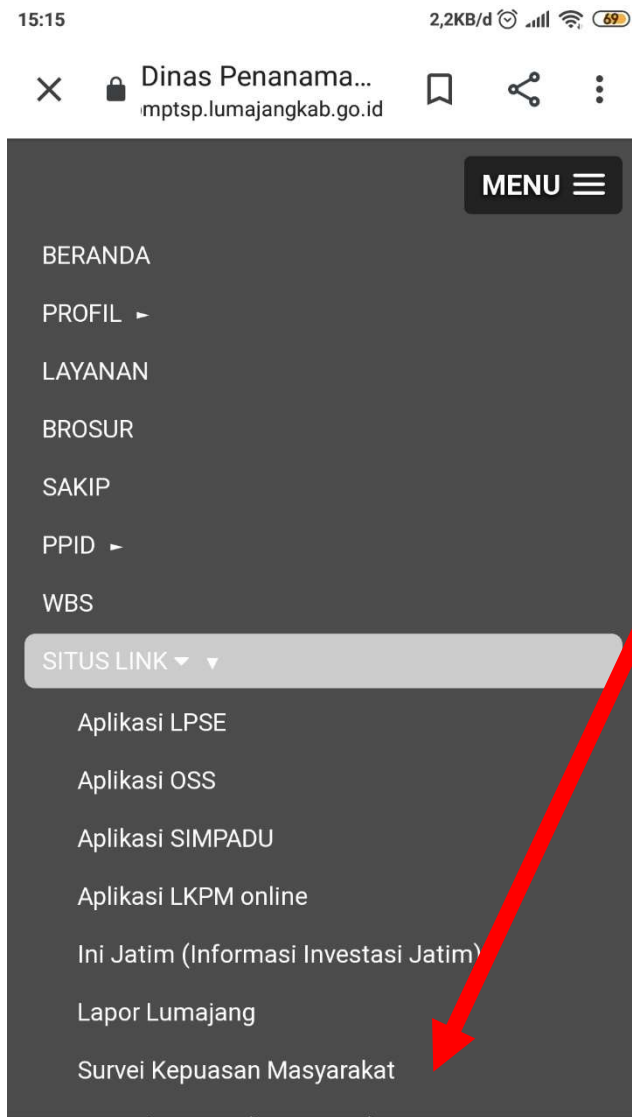 15:15 2,2KB/d 69
Dinas Penanama...
mptsp.lumajangkab.go.id
MENU
BERANDA
PROFIL ►
LAYANAN
BROSUR
SAKIP
PPID ►
WBS
SITUS LINK ▼
Aplikasi LPSE
Aplikasi OSS
Aplikasi SIMPADU
Aplikasi LKPM online
Ini Jatim (Informasi Investasi Jatim)
Lapor Lumajang
Survei Kepuasan Masyarakat